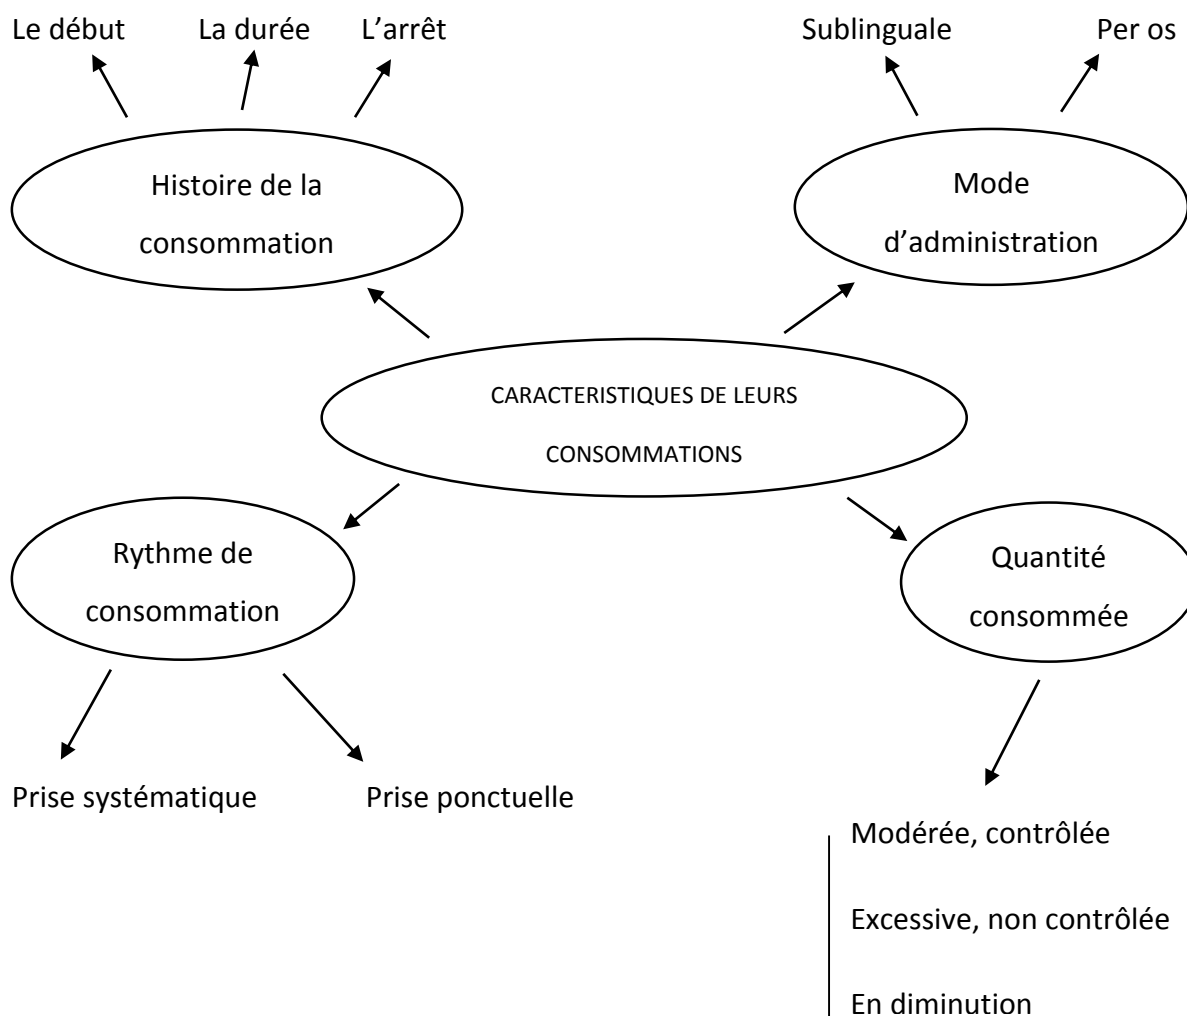 Le début La durée L’arrêt Sublinguale Per os
Histoire de la
consommation
Mode
d’administration
CARACTERISTIQUES DE LEURS
CONSOMMATIONS
Rythme de
consommation
Quantité
consommée
Prise systématique Prise ponctuelle
Modérée, contrôlée
Excessive, non contrôlée
En diminution